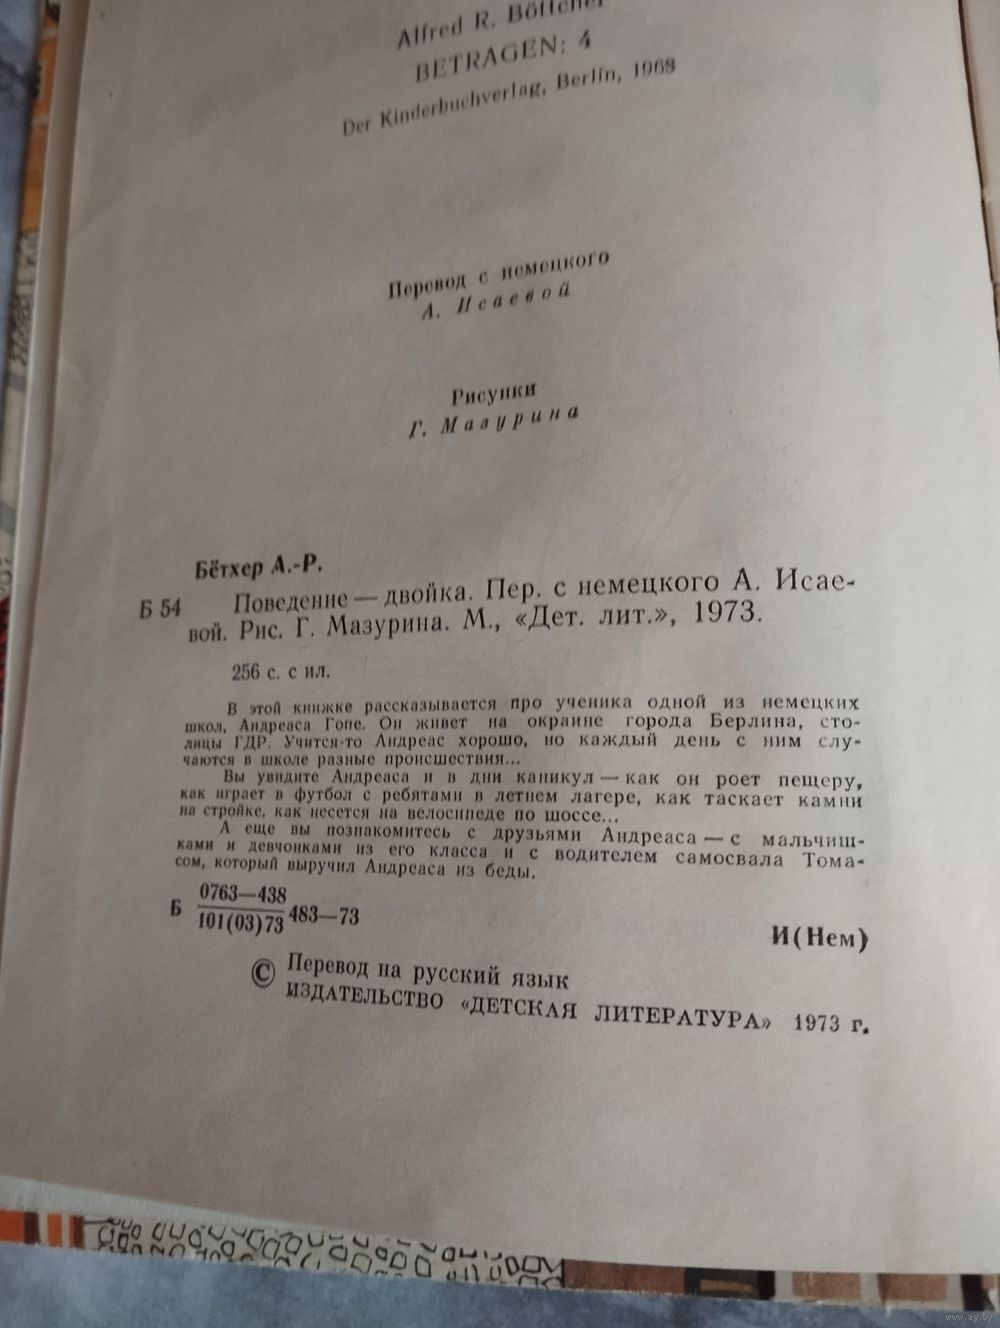 Alfred R. Böttcher
BETRAGEN: 4
Der Kinderbuchverlag, Berlin, 1968
Перевод с немецкого
А. Исаевой
Рисунки
Г. Мазурина
Бётхер А.-Р.
Б 54 Поведение — двойка. Пер. с немецкого А. Исае-
вой. Рис. Г. Мазурина. М., «Дет. лит.», 1973.
256 с. с ил.
В этой книжке рассказывается про ученика одной из немецких
школ, Андреаса Гопе. Он живет на окраине города Берлина, сто-
лицы ГДР. Учится-то Андреас хорошо, но каждый день с ним слу-
чаются в школе разные происшествия...
Вы увидите Андреаса и в дни каникул — как он роет пещеру,
как играет в футбол с ребятами в летнем лагере, как таскает камни
на стройке, как несется на велосипеде по шоссе...
А еще вы познакомитесь с друзьями Андреаса — с мальчиш-
ками и девчонками из его класса и с водителем самосвала Тома-
сом, который выручил Андреаса из беды.
0763—438
Б 101(03)73 483—73
И(Нем)
© Перевод на русский язык
ИЗДАТЕЛЬСТВО «ДЕТСКАЯ ЛИТЕРАТУРА» 1973 г.
www.ay.by